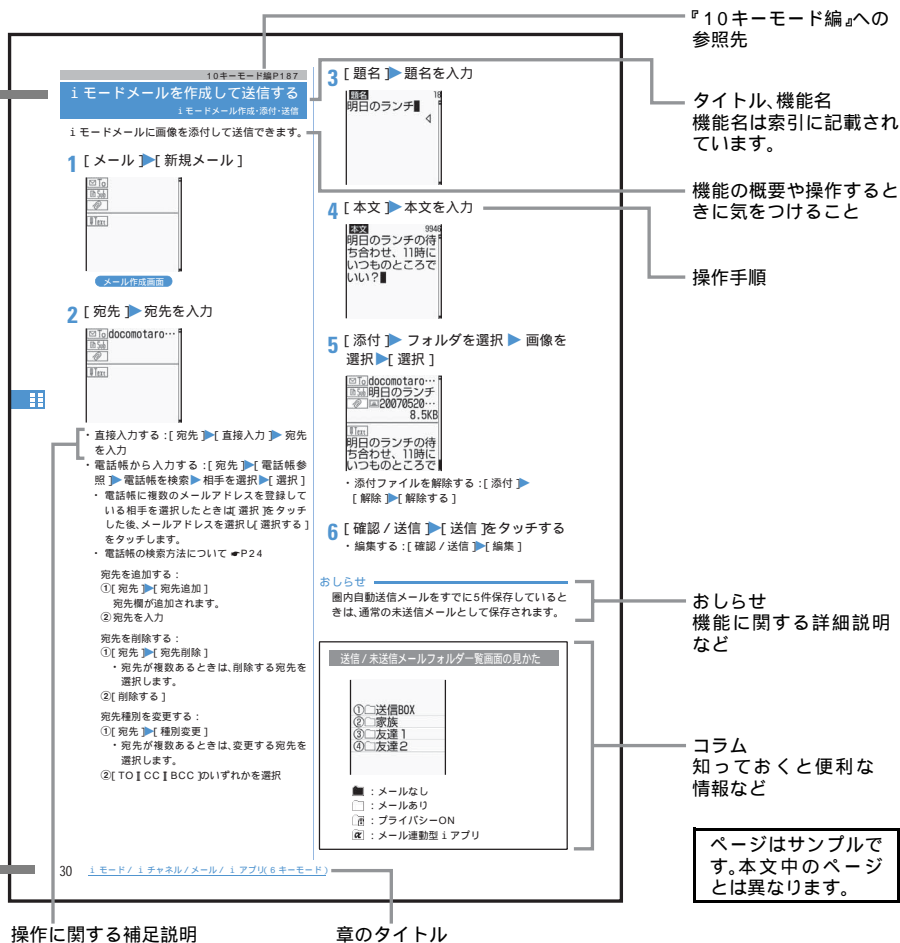 『10キーモード編』への
参照先
タイトル、機能名
機能名は索引に記載され
ています。
機能の概要や操作すると
きに気をつけること
操作手順
おしらせ
機能に関する詳細説明
など
コラム
知っておくと便利な
情報など
ページはサンプルで
す。本文中のページ
とは異なります。
10キーモード編P187
iモードメールを作成して送信する
iモードメール作成・添付・送信
iモードメールに画像を添付して送信できます。
1 [メール]▶[新規メール]
To
Sub
Text
メール作成画面
2 [宛先]▶宛先を入力
To docomotaro…
Sub
Text
・直接入力する:[宛先]▶[直接入力]▶宛先
を入力
・電話帳から入力する:[宛先]▶[電話帳参
照]▶電話帳を検索▶相手を選択▶[選択]
・電話帳に複数のメールアドレスを登録して
いる相手を選択したときは[選択]をタッチ
した後、メールアドレスを選択し[選択する]
をタッチします。
・電話帳の検索方法について☛P24
宛先を追加する:
①[宛先]▶[宛先追加]
宛先欄が追加されます。
②宛先を入力
宛先を削除する:
①[宛先]▶[宛先削除]
・宛先が複数あるときは、削除する宛先を
選択します。
②[削除する]
宛先種別を変更する:
①[宛先]▶[種別変更]
・宛先が複数あるときは、変更する宛先を
選択します。
②[TO][CC][BCC]のいずれかを選択
3 [題名]▶題名を入力
題名 18
明日のランチ
4 [本文]▶本文を入力
本文 9948
明日のランチの待
ち合わせ、11時に
いつものところで
いい?
5 [添付]▶フォルダを選択▶画像を
選択▶[選択]
To docomotaro…
Sub 明日のランチ
20070520…
8.5KB
Text
明日のランチの待
ち合わせ、11時に
いつものところで
・添付ファイルを解除する:[添付]▶
[解除]▶[解除する]
6 [確認/送信]▶[送信]をタッチする
・編集する:[確認/送信]▶[編集]
おしらせ
圏内自動送信メールをすでに5件保存していると
きは、通常の未送信メールとして保存されます。
送信/未送信メールフォルダ一覧画面の見かた
①送信BOX
②家族
③友達1
④友達2
:メールなし
:メールあり
:プライバシーON
:メール連動型iアプリ
30 iモード/iチャネル/メール/iアプリ(6キーモード)
操作に関する補足説明
章のタイトル